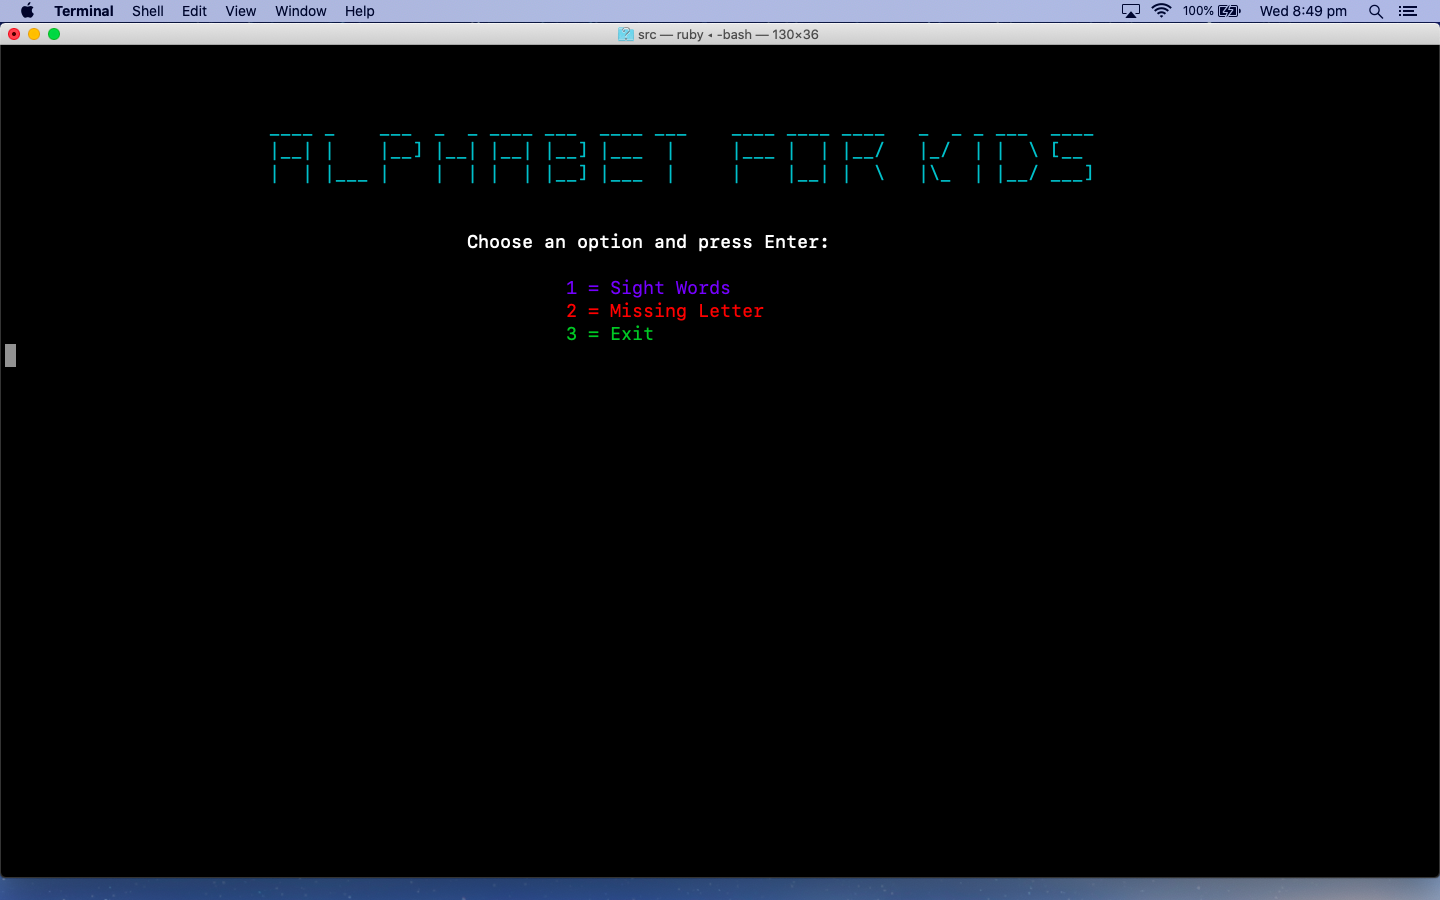 Terminal Shell Edit View Window Help 100% Wed 8:49 pm
src — ruby ◂ -bash — 130×36
ALPHABET FOR KIDS
Choose an option and press Enter:
1 = Sight Words
2 = Missing Letter
3 = Exit